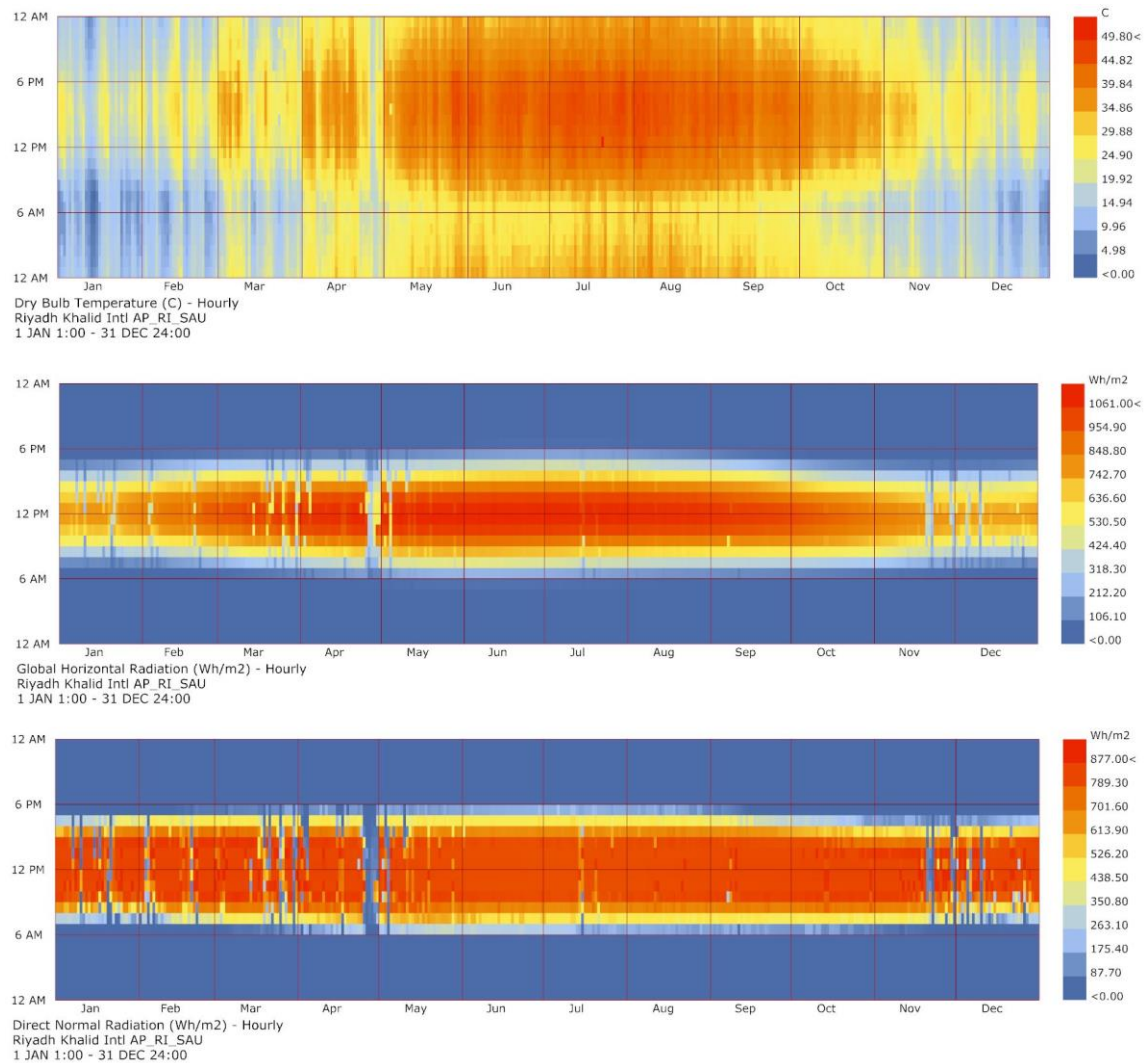 12 AM
6 PM
12 PM
6 AM
12 AM
Jan Feb Mar Apr May Jun Jul Aug Sep Oct Nov Dec
C
49.80<
44.82
39.84
34.86
29.88
24.90
19.92
14.94
9.96
4.98
<0.00
Dry Bulb Temperature (C) - Hourly
Riyadh Khalid Intl AP_RI_SAU
1 JAN 1:00 - 31 DEC 24:00
12 AM
6 PM
12 PM
6 AM
12 AM
Jan Feb Mar Apr May Jun Jul Aug Sep Oct Nov Dec
Wh/m2
1061.00<
954.90
848.80
742.70
636.60
530.50
424.40
318.30
212.20
106.10
<0.00
Global Horizontal Radiation (Wh/m2) - Hourly
Riyadh Khalid Intl AP_RI_SAU
1 JAN 1:00 - 31 DEC 24:00
12 AM
6 PM
12 PM
6 AM
12 AM
Jan Feb Mar Apr May Jun Jul Aug Sep Oct Nov Dec
Wh/m2
877.00<
789.30
701.60
613.90
526.20
438.50
350.80
263.10
175.40
87.70
<0.00
Direct Normal Radiation (Wh/m2) - Hourly
Riyadh Khalid Intl AP_RI_SAU
1 JAN 1:00 - 31 DEC 24:00